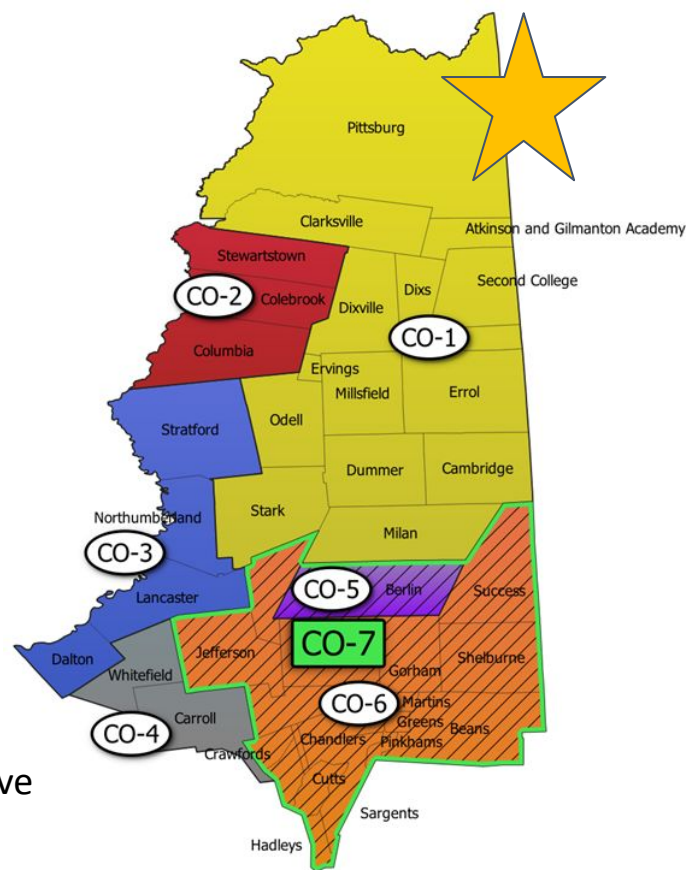 Pittsburg
Clarksville
Atkinson and Gilmanton Academy
Stewartstown
Second College
Dixs
CO-2
Colebrook
Dixville
CO-1
Columbia
Ervings
Millsfield
Errol
Odell
Stratford
Dummer
Cambridge
Stark
Northumberland
Milan
CO-3
CO-5
Berlin
Success
Lancaster
CO-7
Jefferson
Dalton
Shelburne
Whitefield
Gorham
CO-6
Martins
Carroll
Greens
Beans
CO-4
Chandlers
Pinkhams
Crawfords
Cutts
ve
Sargents
Hadleys